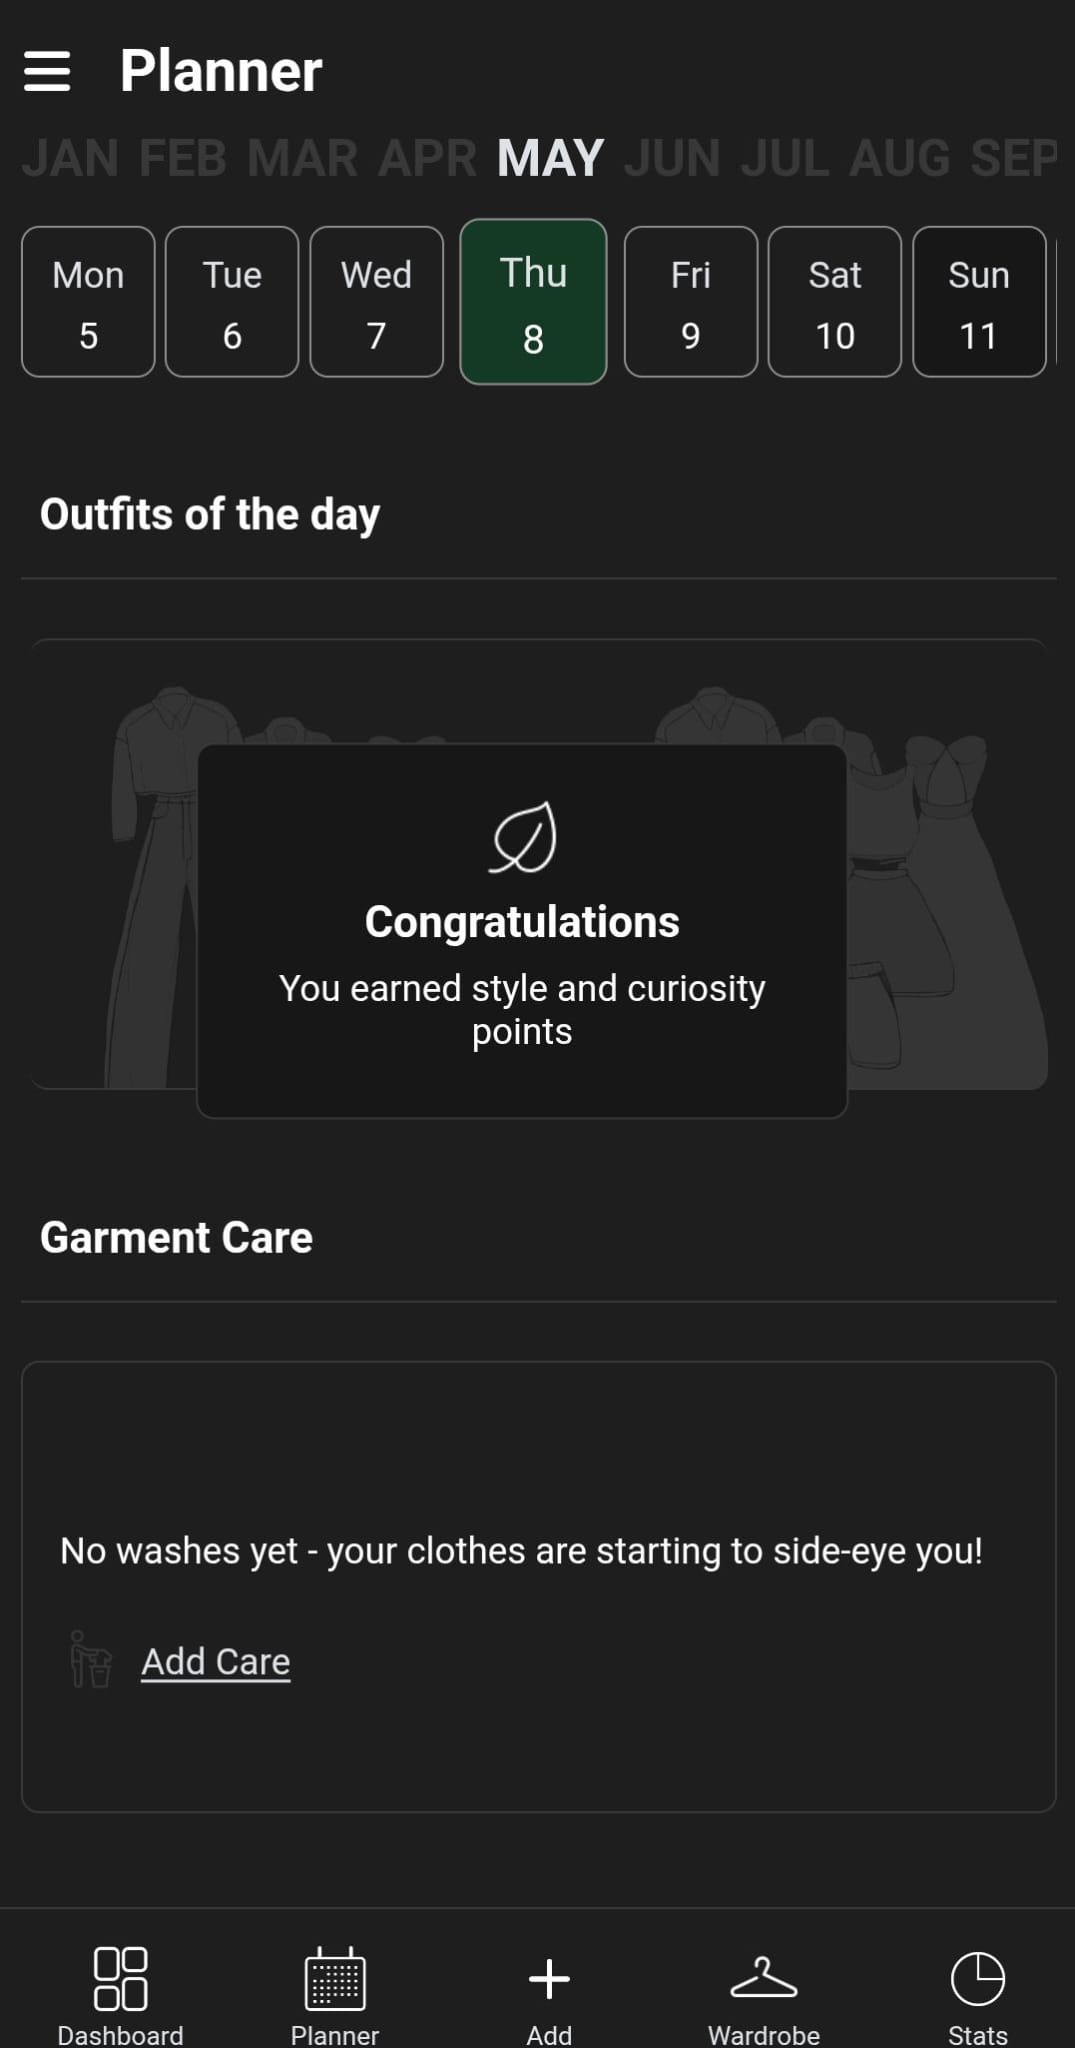 Planner
JAN FEB MAR APR MAY JUN JUL AUG SEP
Mon Tue Wed Thu Fri Sat Sun
5 6 7 8 9 10 11
Outfits of the day
Congratulations
You earned style and curiosity
points
Garment Care
No washes yet - your clothes are starting to side-eye you!
Add Care
Dashboard Planner Add Wardrobe Stats